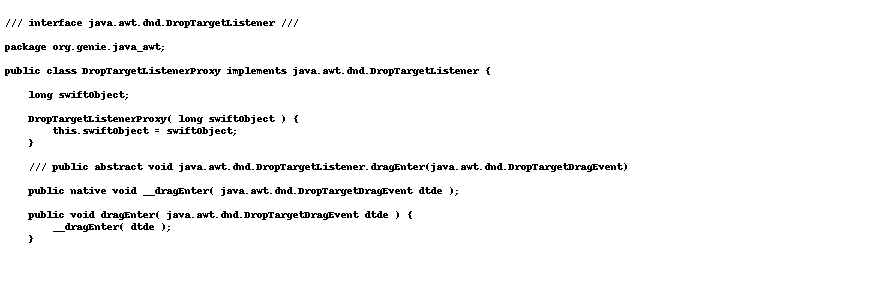 /// interface java.awt.dnd.DropTargetListener ///
package org.genie.java_awt;
public class DropTargetListenerProxy implements java.awt.dnd.DropTargetListener {
long swiftObject;
DropTargetListenerProxy( long swiftObject ) {
this.swiftObject = swiftObject;
}
/// public abstract void java.awt.dnd.DropTargetListener.dragEnter(java.awt.dnd.DropTargetDragEvent)
public native void __dragEnter( java.awt.dnd.DropTargetDragEvent dtde );
public void dragEnter( java.awt.dnd.DropTargetDragEvent dtde ) {
__dragEnter( dtde );
}